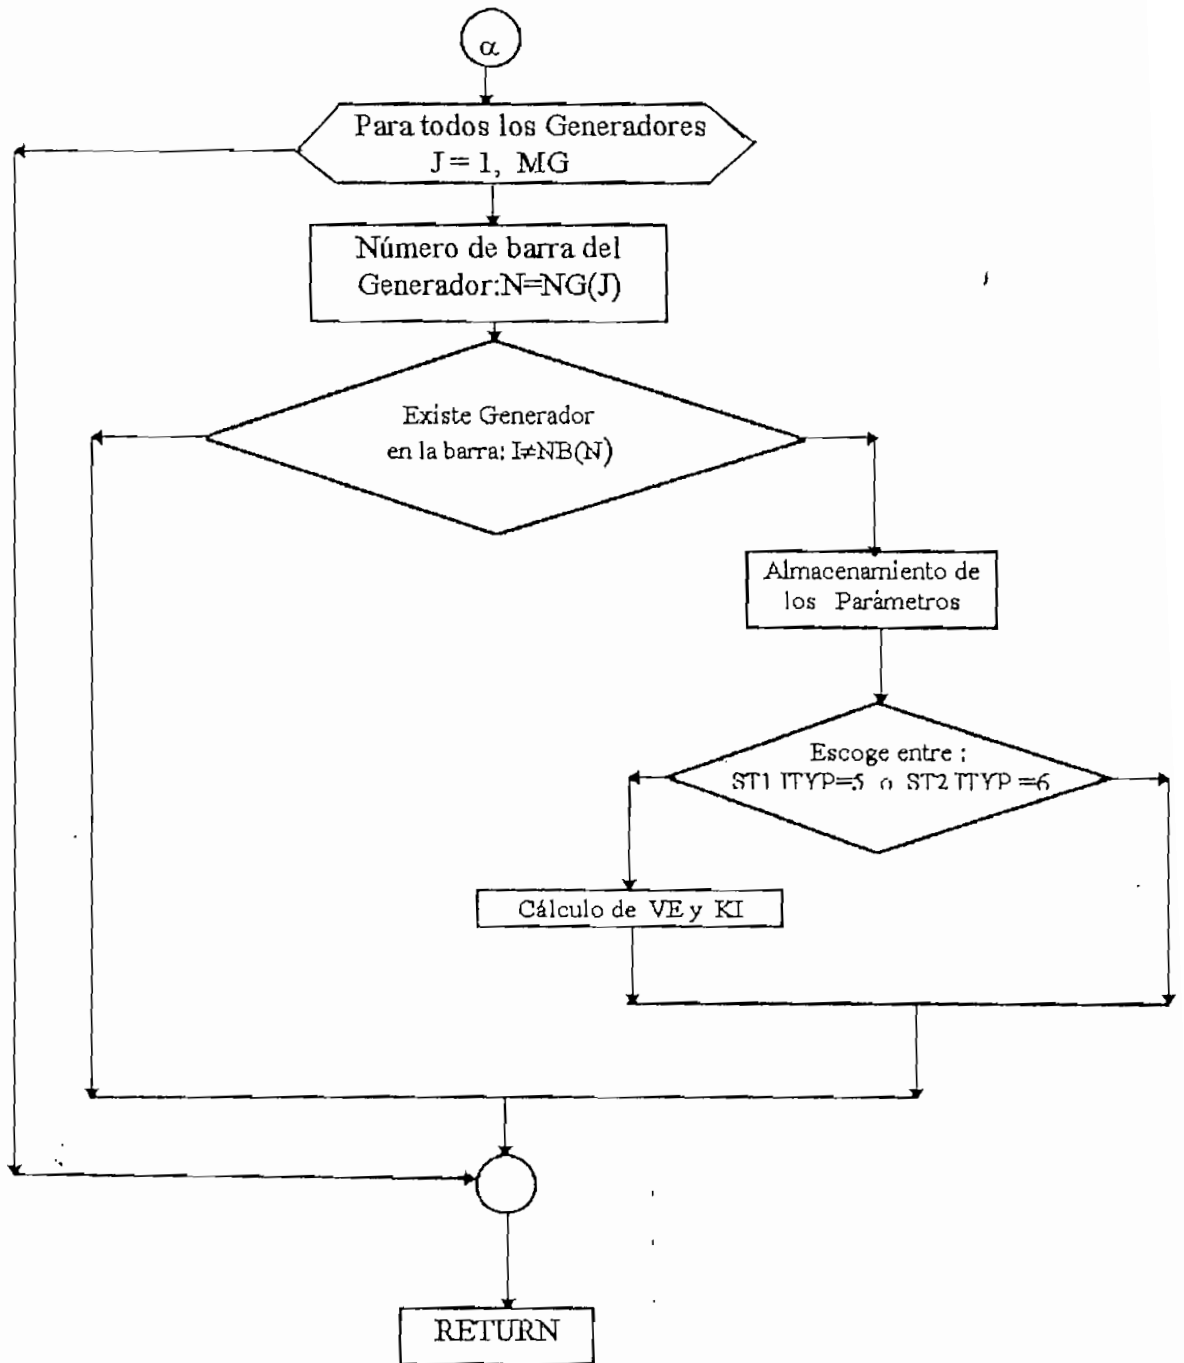 α
Para todos los Generadores
J = 1, MG
Número de barra del
Generador:N=NG(J)
Existe Generador
en la barra: I≠NB(N)
Almacenamiento de
los Parámetros
Escoge entre :
ST1 ITYP=5 o ST2 ITYP =6
Cálculo de VE y KI
RETURN